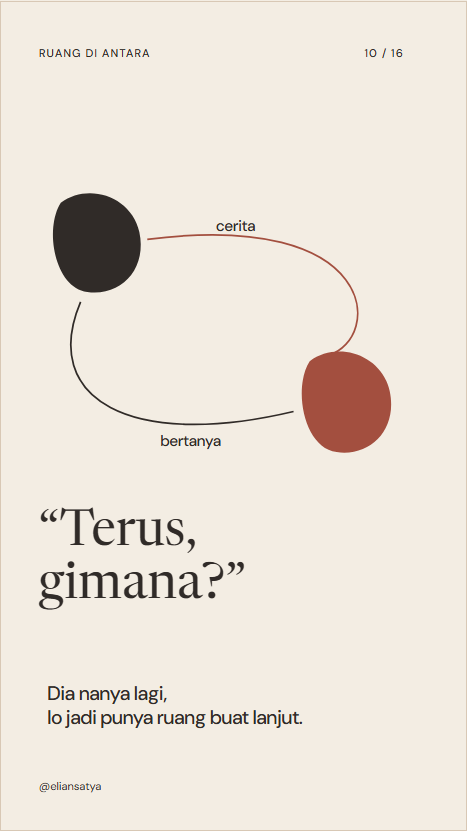 RUANG DI ANTARA
10 / 16
cerita
bertanya
“Terus,
gimana?”
Dia nanya lagi,
lo jadi punya ruang buat lanjut.
@eliansatya